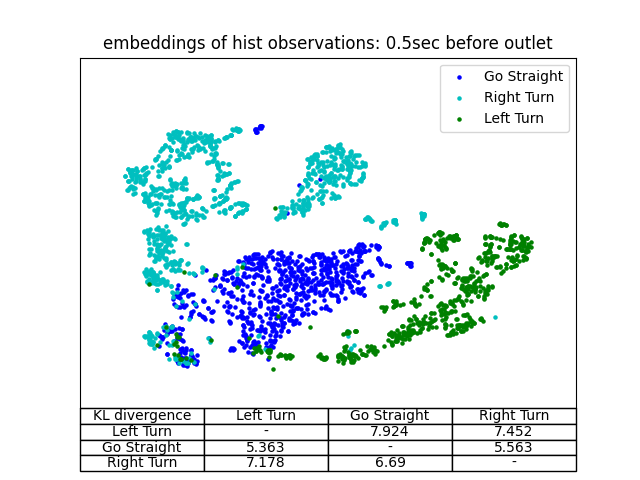 embeddings of hist observations: 0.5sec before outlet
Go Straight
Right Turn
Left Turn
KL divergence Left Turn Go Straight Right Turn
Left Turn - 7.924 7.452
Go Straight 5.363 - 5.563
Right Turn 7.178 6.69 -